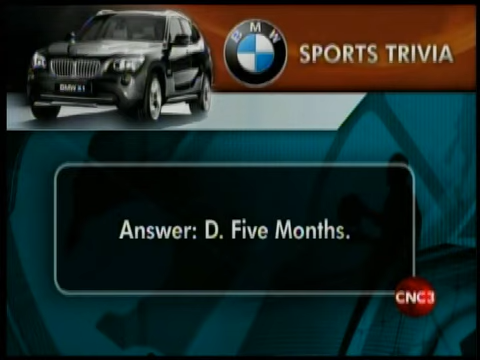 BMW
SPORTS TRIVIA
BMW X1
Answer: D. Five Months.
CNC3